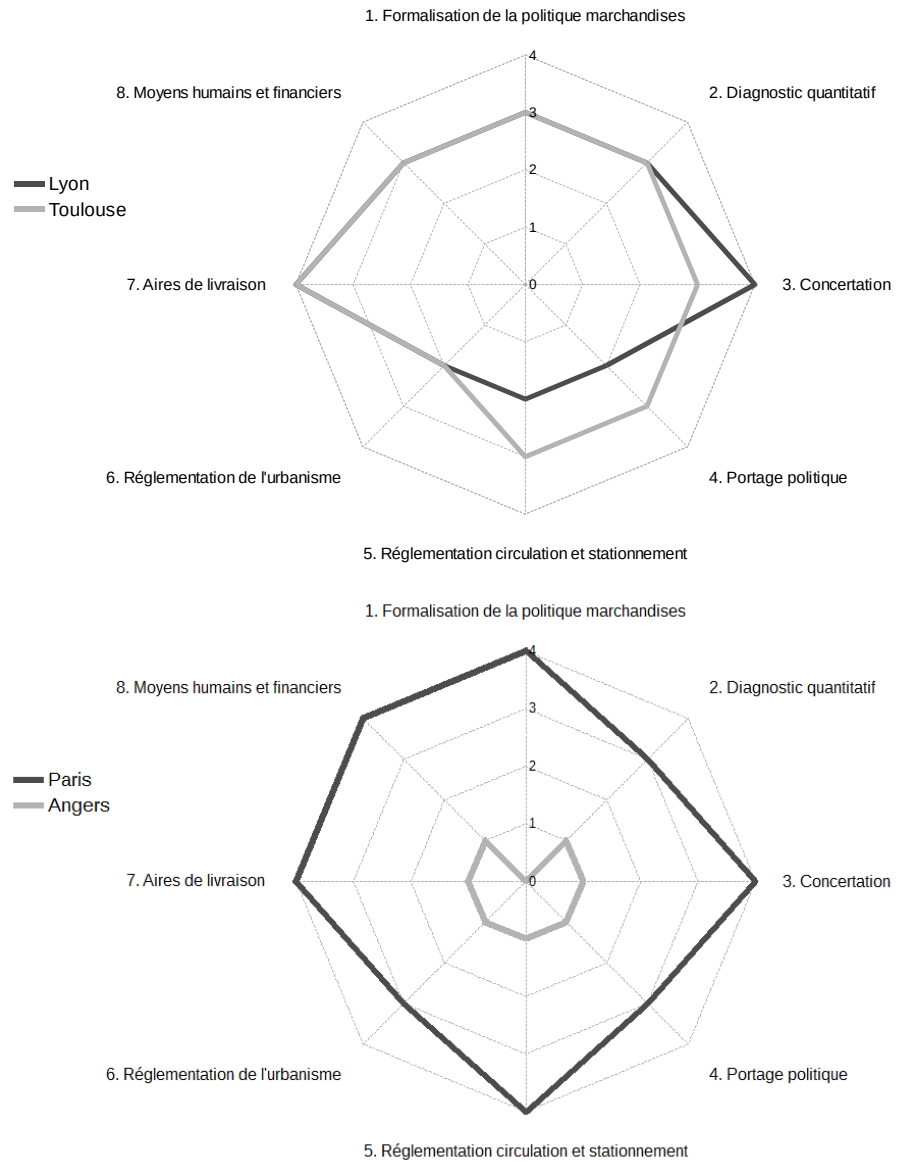 1. Formalisation de la politique marchandises
4
8. Moyens humains et financiers
2. Diagnostic quantitatif
3
Lyon
2
Toulouse
1
7. Aires de livraison
0
3. Concertation
6. Réglementation de l'urbanisme
4. Portage politique
5. Réglementation circulation et stationnement
1. Formalisation de la politique marchandises
4
8. Moyens humains et financiers
2. Diagnostic quantitatif
3
Paris
2
Angers
1
7. Aires de livraison
0
3. Concertation
6. Réglementation de l'urbanisme
4. Portage politique
5. Réglementation circulation et stationnement